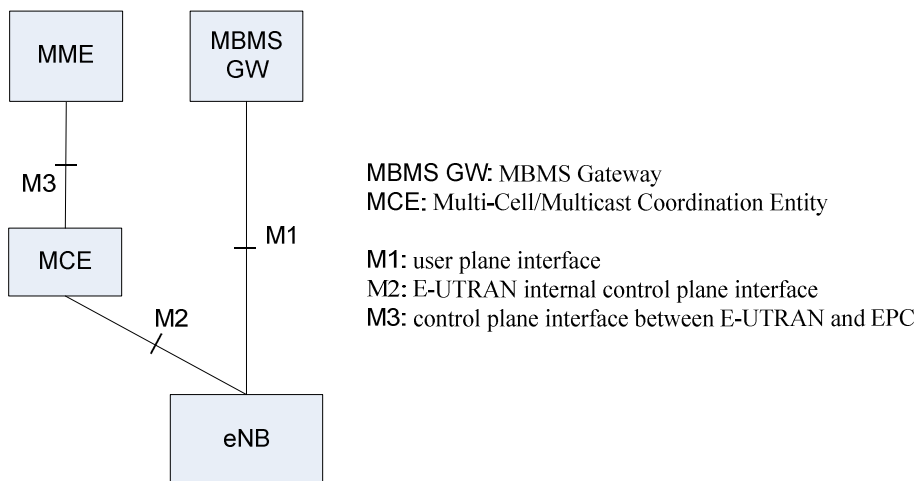 MME
MBMS
GW
M3
M1
MCE
M2
eNB
MBMS GW: MBMS Gateway
MCE: Multi-Cell/Multicast Coordination Entity
M1: user plane interface
M2: E-UTRAN internal control plane interface
M3: control plane interface between E-UTRAN and EPC